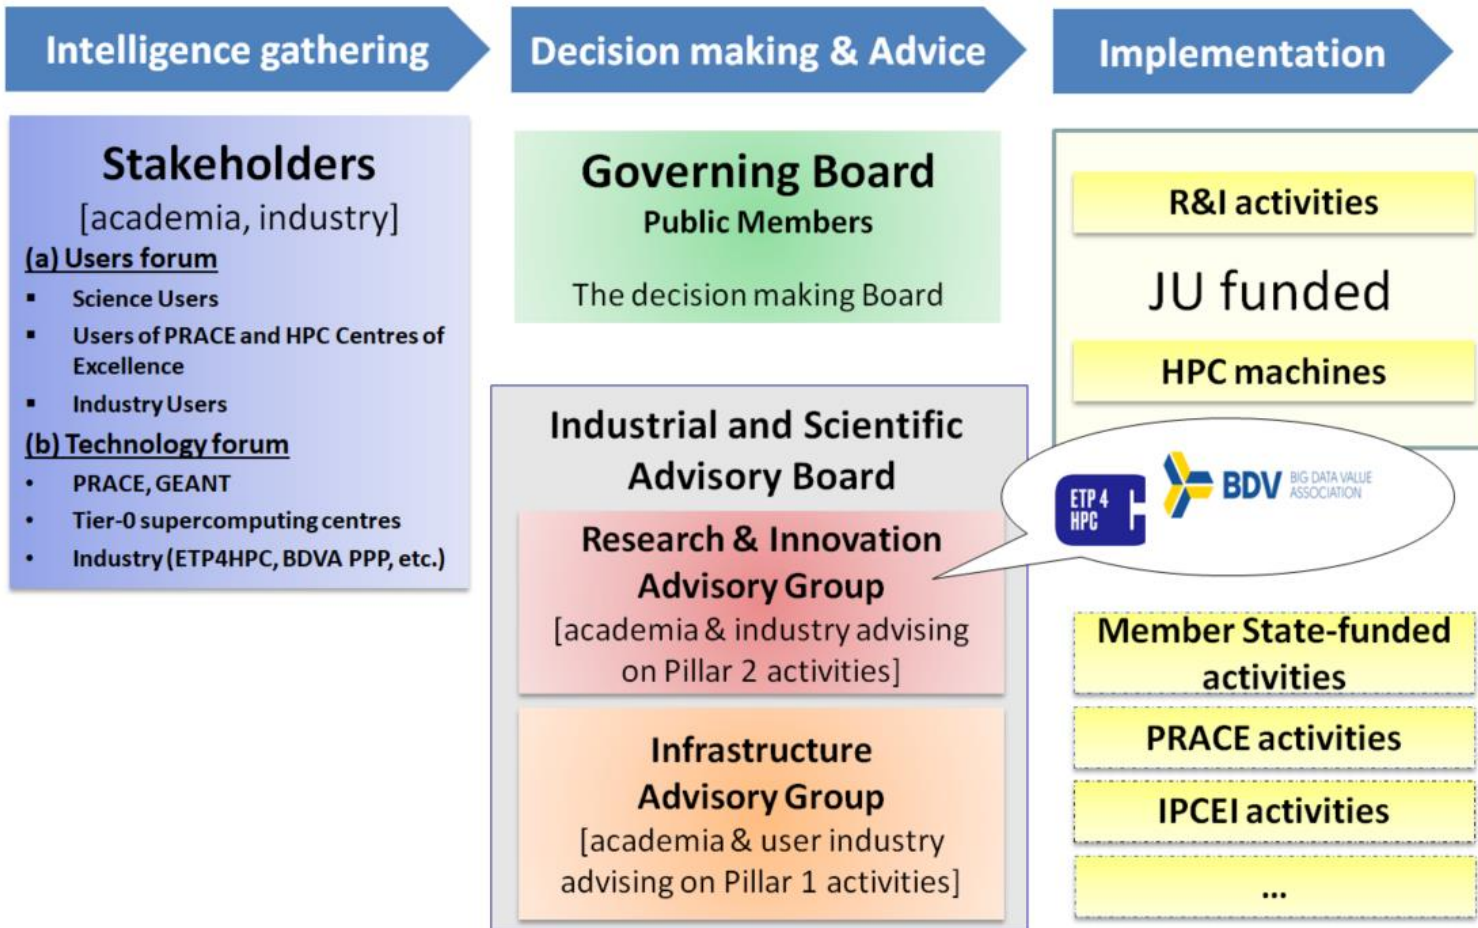 Intelligence gathering
Decision making & Advice
Implementation
Stakeholders
[academia, industry]
(a) Users forum
▪ Science Users
▪ Users of PRACE and HPC Centres of
Excellence
▪ Industry Users
(b) Technology forum
• PRACE, GEANT
• Tier-0 supercomputing centres
• Industry (ETP4HPC, BDVA PPP, etc.)
Governing Board
Public Members
The decision making Board
Industrial and Scientific
Advisory Board
Research & Innovation
Advisory Group
[academia & industry advising
on Pillar 2 activities]
Infrastructure
Advisory Group
[academia & user industry
advising on Pillar 1 activities]
R&I activities
JU funded
HPC machines
ETP 4
HPC
BDV BIG DATA VALUE
ASSOCIATION
Member State-funded
activities
PRACE activities
IPCEI activities
...